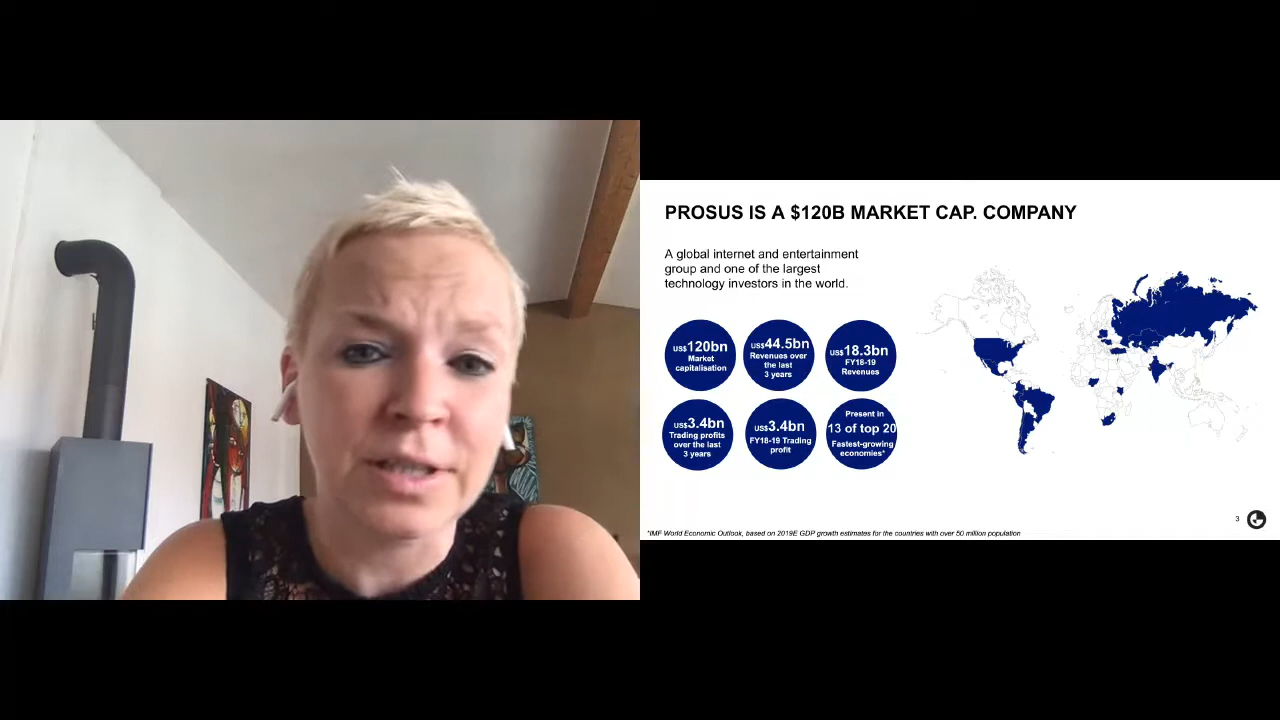 PROSUS IS A $120B MARKET CAP. COMPANY
A global internet and entertainment
group and one of the largest
technology investors in the world.
US$120bn
Market
capitalisation
US$44.5bn
Revenues over
the last
3 years
US$18.3bn
FY18-19
Revenues
US$3.4bn
Trading profits
over the last
3 years
US$3.4bn
FY18-19 Trading
profit
Present in
13 of top 20
Fastest-growing
economies*
3
*IMF World Economic Outlook, based on 2019E GDP growth estimates for the countries with over 50 million population